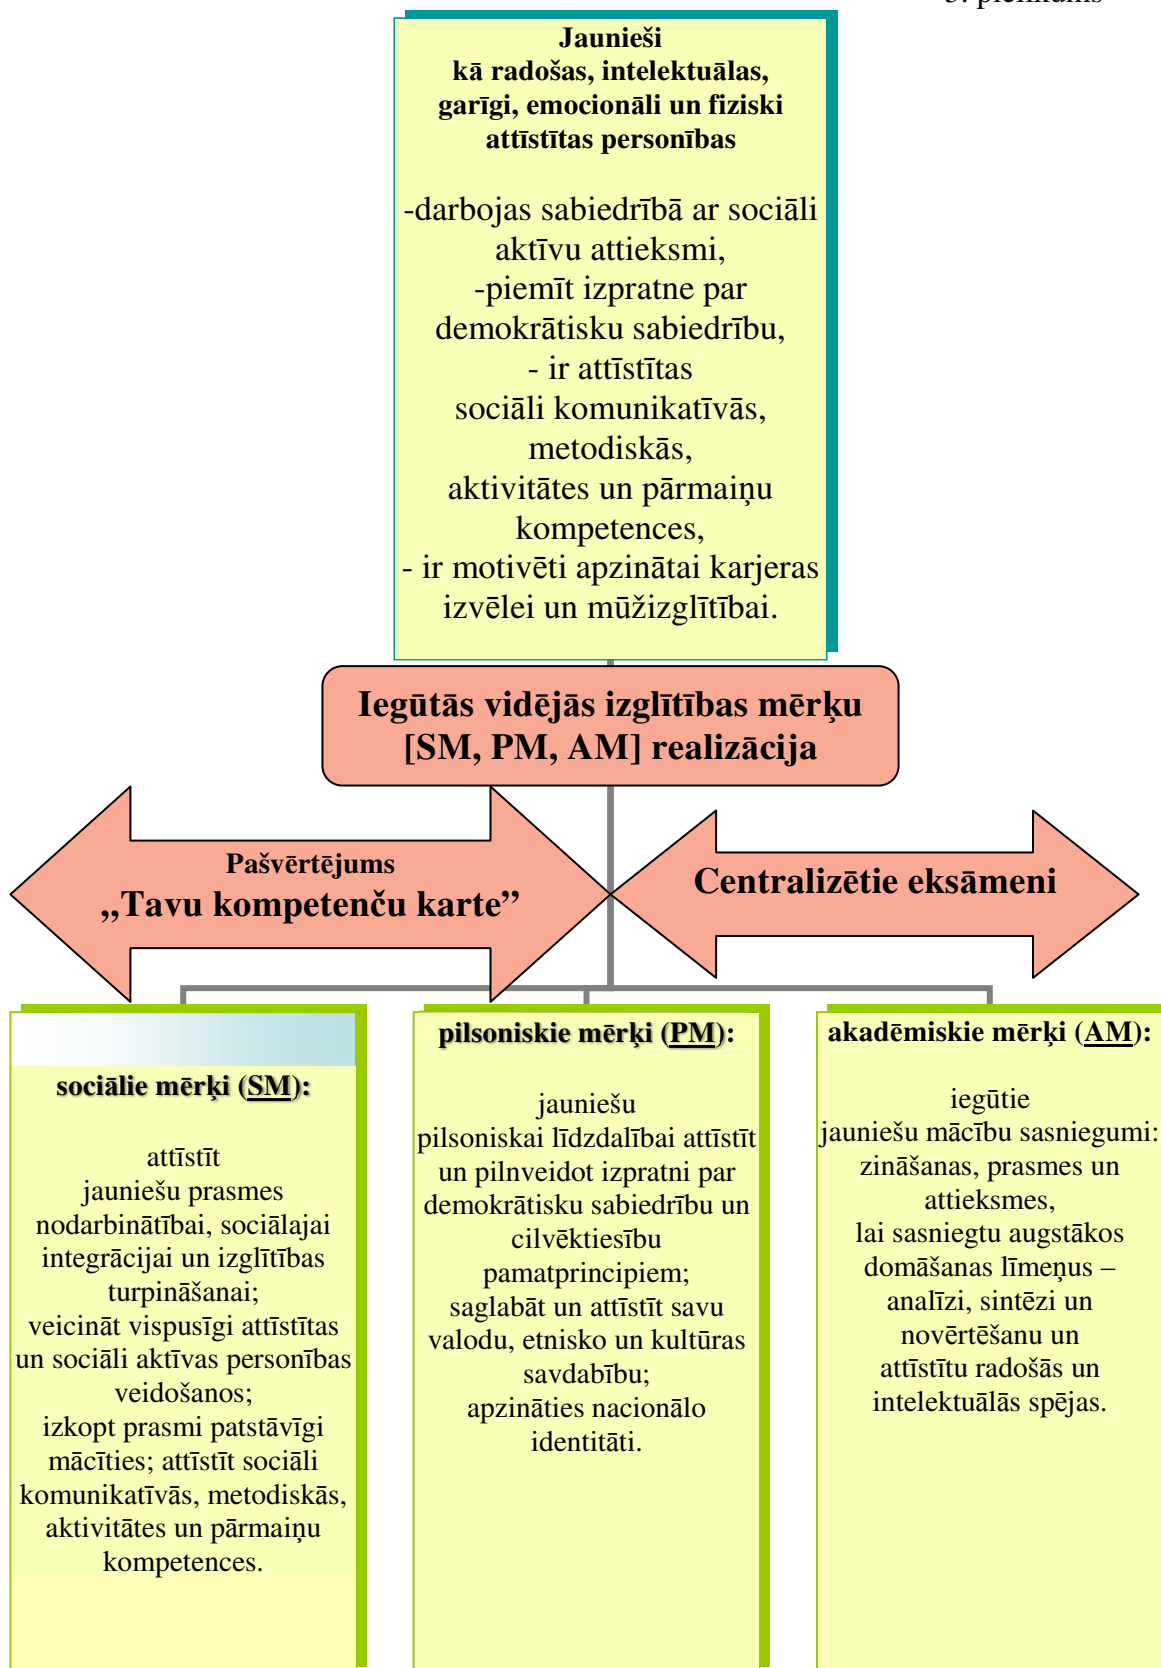 3. pielikums
Jaunieši
kā radošas, intelektuālas,
garīgi, emocionāli un fiziski
attīstītas personības
-darbojas sabiedrībā ar sociāli
aktīvu attieksmi,
-piemīt izpratne par
demokrātisku sabiedrību,
- ir attīstītas
sociāli komunikatīvās,
metodiskās,
aktivitātes un pārmaiņu
kompetences,
- ir motivēti apzinātai karjeras
izvēlei un mūžizglītībai.
Iegūtās vidējās izglītības mērķu
[SM, PM, AM] realizācija
Pašvērtējums
„Tavu kompetenču karte”
Centralizētie eksāmeni
sociālie mērķi (SM):
attīstīt
jauniešu prasmes
nodarbinātībai, sociālajai
integrācijai un izglītības
turpināšanai;
veicināt vispusīgi attīstītas
un sociāli aktīvas personības
veidošanos;
izkopt prasmi patstāvīgi
mācīties; attīstīt sociāli
komunikatīvās, metodiskās,
aktivitātes un pārmaiņu
kompetences.
pilsoniskie mērķi (PM):
jauniešu
pilsoniskai līdzdalībai attīstīt
un pilnveidot izpratni par
demokrātisku sabiedrību un
cilvēktiesību
pamatprincipiem;
saglabāt un attīstīt savu
valodu, etnisko un kultūras
savdabību;
apzināties nacionālo
identitāti.
akadēmiskie mērķi (AM):
iegūtie
jauniešu mācību sasniegumi:
zināšanas, prasmes un
attieksmes,
lai sasniegtu augstākos
domāšanas līmeņus –
analīzi, sintēzi un
novērtēšanu un
attīstītu radošās un
intelektuālās spējas.